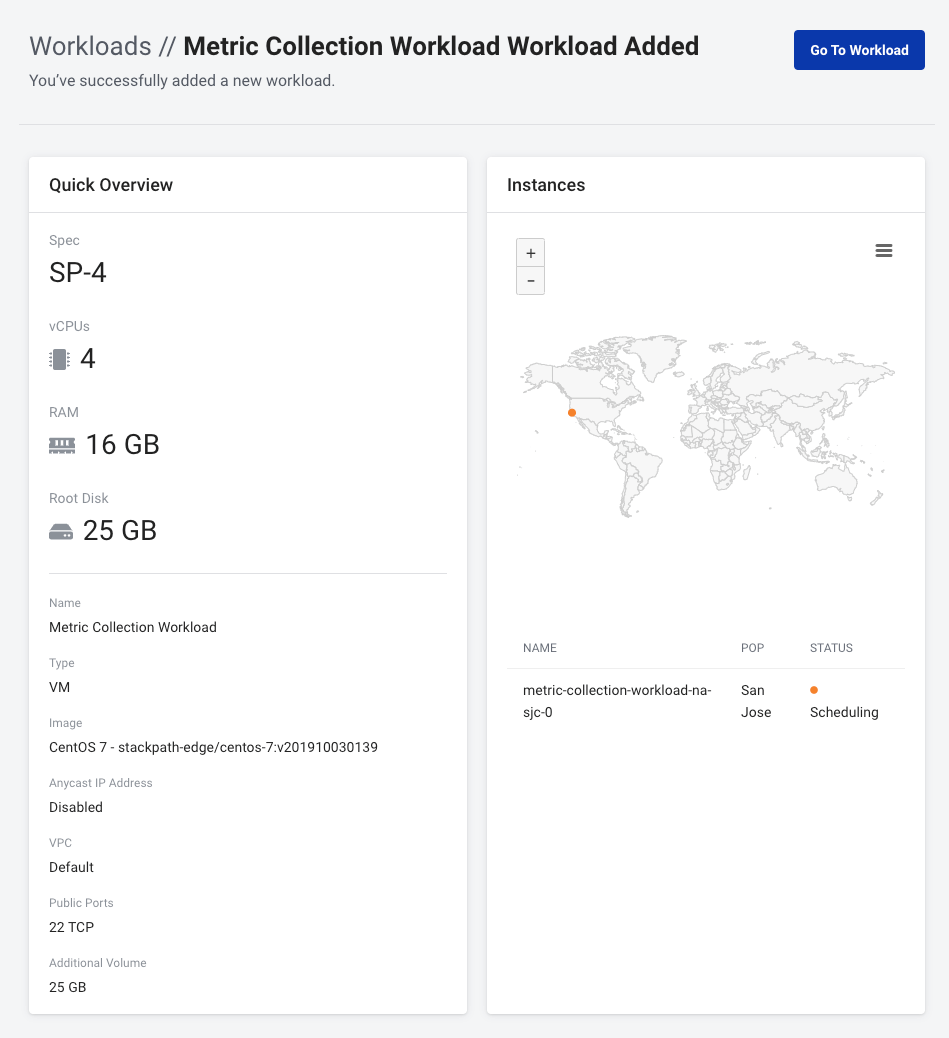 Workloads // Metric Collection Workload Workload Added
Go To Workload
You’ve successfully added a new workload.
Quick Overview
Spec
SP-4
vCPUs
4
RAM
16 GB
Root Disk
25 GB
Name
Metric Collection Workload
Type
VM
Image
CentOS 7 - stackpath-edge/centos-7:v201910030139
Anycast IP Address
Disabled
VPC
Default
Public Ports
22 TCP
Additional Volume
25 GB
Instances
+
−
NAME POP STATUS
metric-collection-workload-na- San
sjc-0 Jose Scheduling